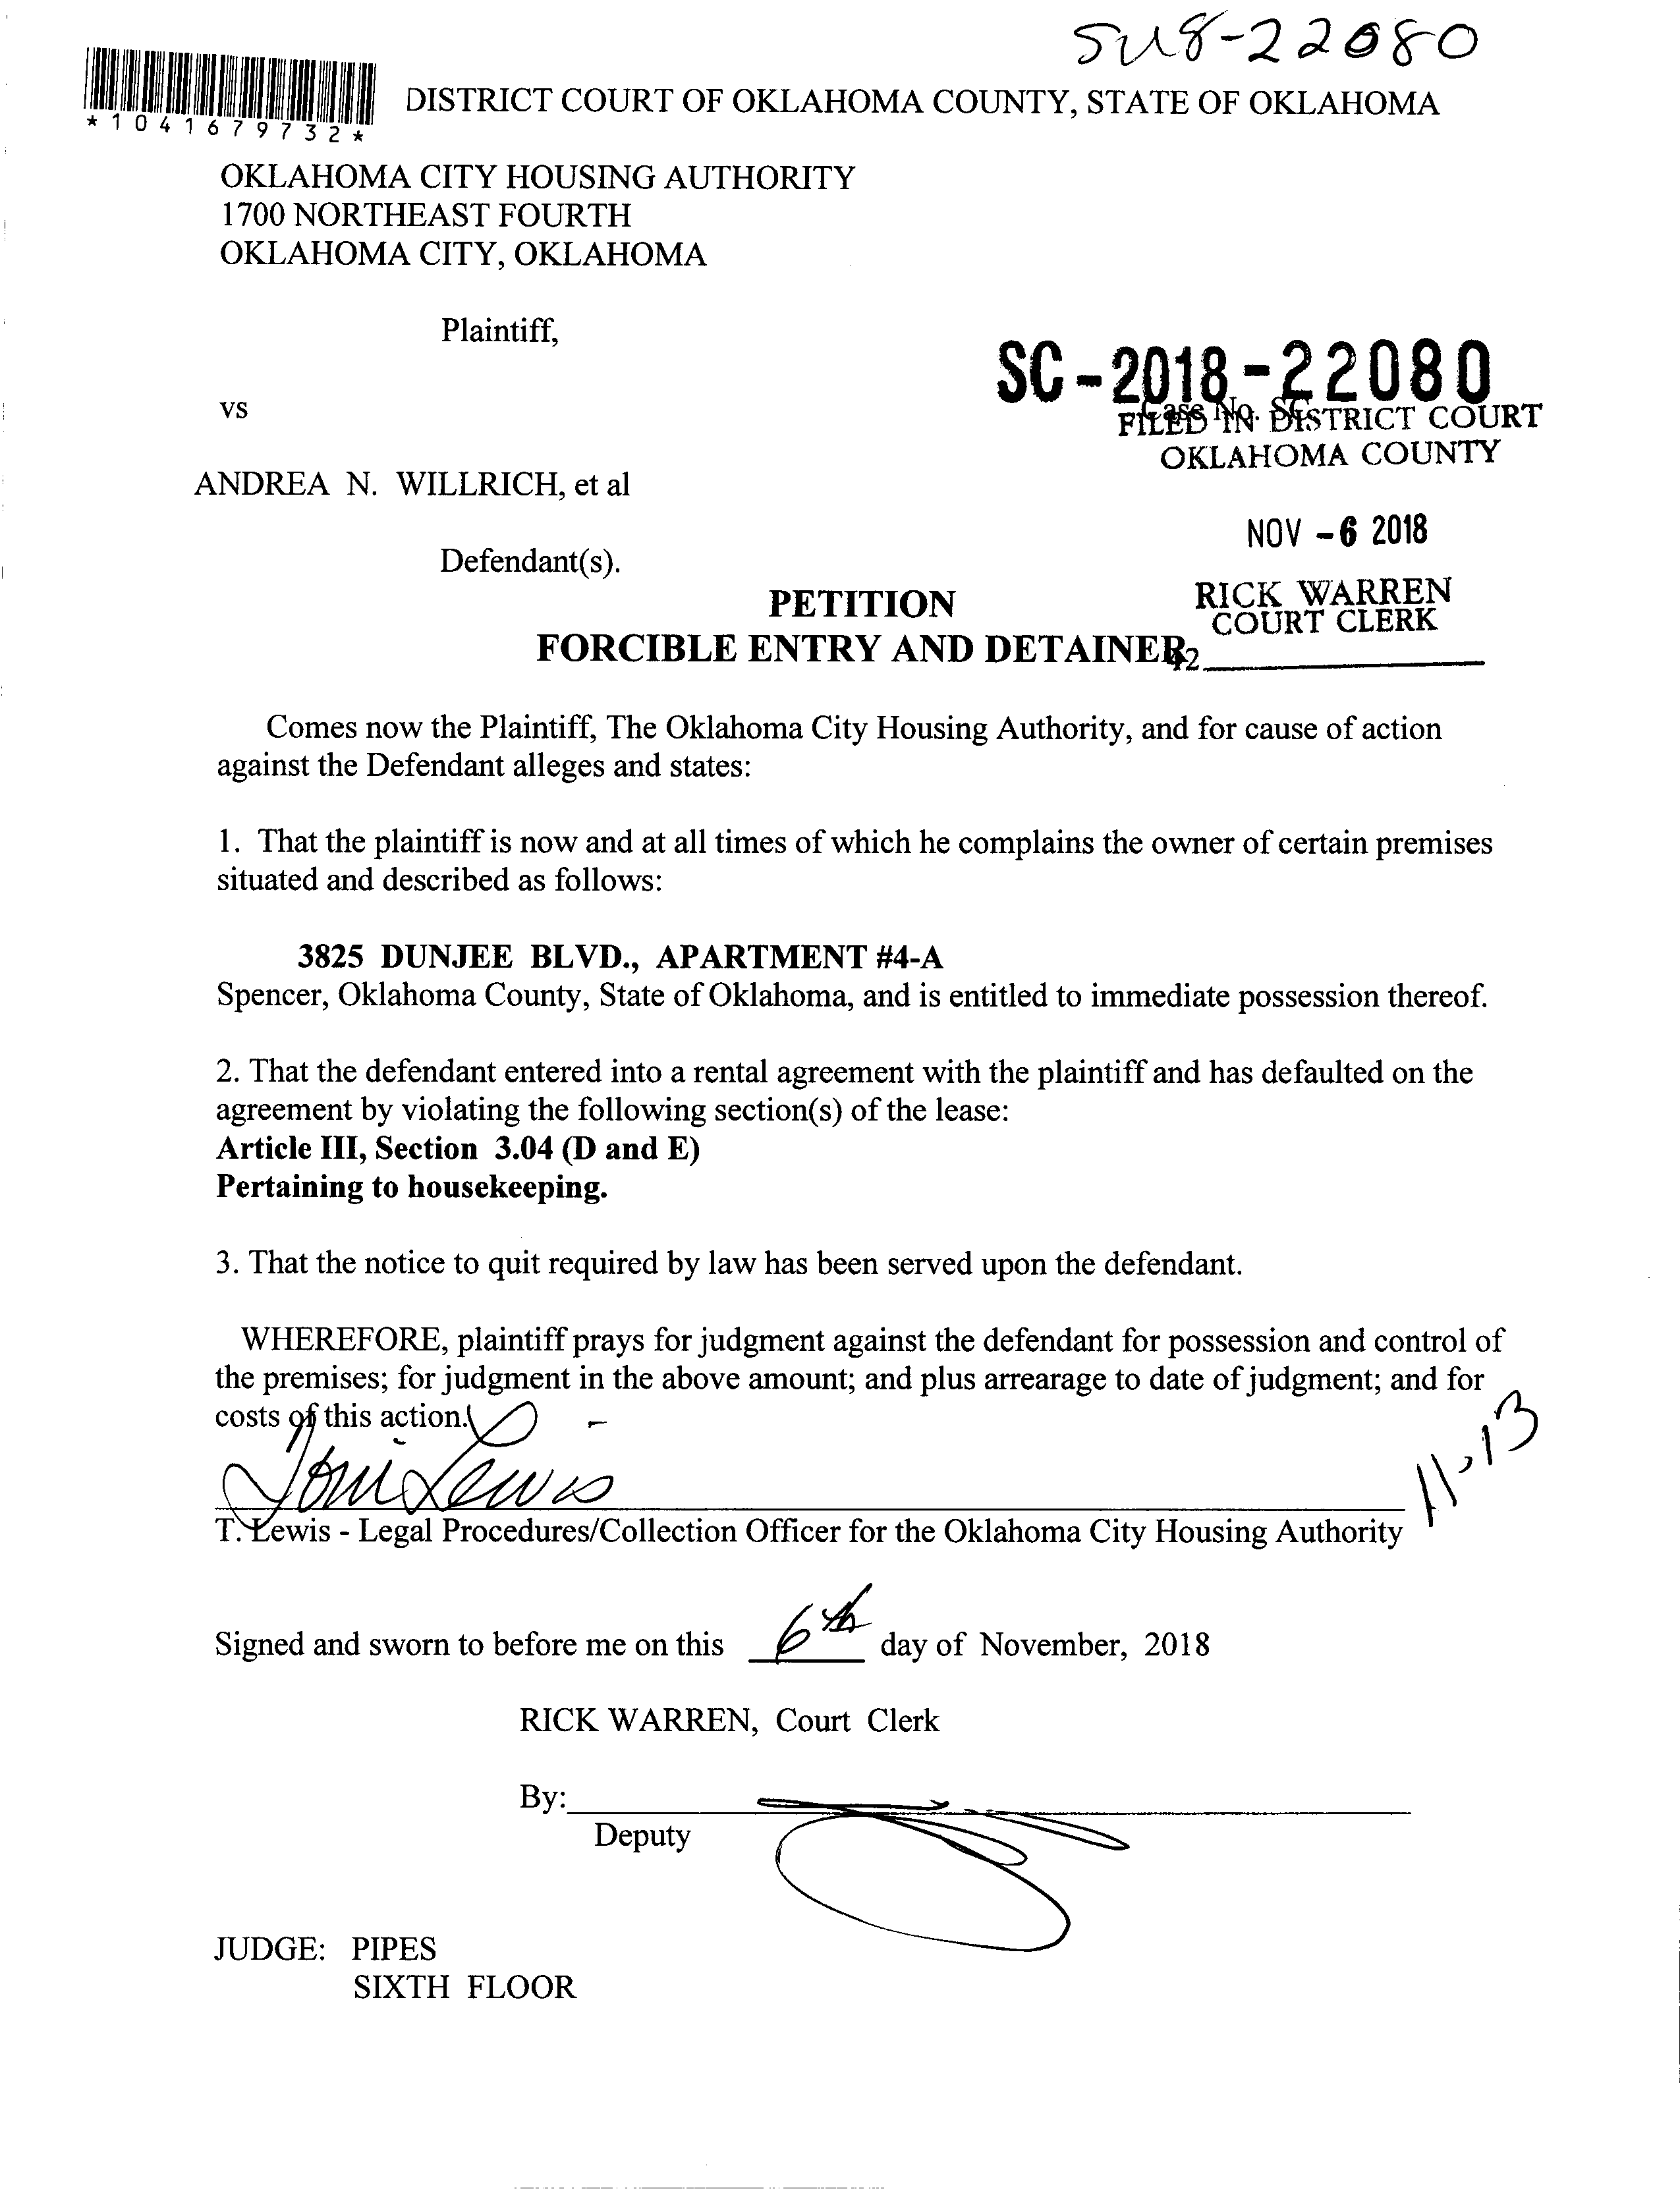 SU8-22080
*1041679732*
DISTRICT COURT OF OKLAHOMA COUNTY, STATE OF OKLAHOMA
OKLAHOMA CITY HOUSING AUTHORITY
1700 NORTHEAST FOURTH
OKLAHOMA CITY, OKLAHOMA
Plaintiff,
SC-2018-22080
vs
Case No. SC
FILED IN DISTRICT COURT
OKLAHOMA COUNTY
ANDREA N. WILLRICH, et al
NOV -6 2018
Defendant(s).
PETITION
RICK WARREN
COURT CLERK
FORCIBLE ENTRY AND DETAINER
42
Comes now the Plaintiff, The Oklahoma City Housing Authority, and for cause of action
against the Defendant alleges and states:
1. That the plaintiff is now and at all times of which he complains the owner of certain premises
situated and described as follows:
3825 DUNJEE BLVD., APARTMENT #4-A
Spencer, Oklahoma County, State of Oklahoma, and is entitled to immediate possession thereof.
2. That the defendant entered into a rental agreement with the plaintiff and has defaulted on the
agreement by violating the following section(s) of the lease:
Article III, Section 3.04 (D and E)
Pertaining to housekeeping.
3. That the notice to quit required by law has been served upon the defendant.
WHEREFORE, plaintiff prays for judgment against the defendant for possession and control of
the premises; for judgment in the above amount; and plus arrearage to date of judgment; and for
costs of this action.
11-13
Toni Lewis
T. Lewis - Legal Procedures/Collection Officer for the Oklahoma City Housing Authority
Signed and sworn to before me on this 6th day of November, 2018
RICK WARREN, Court Clerk
By:
Deputy
JUDGE: PIPES
SIXTH FLOOR